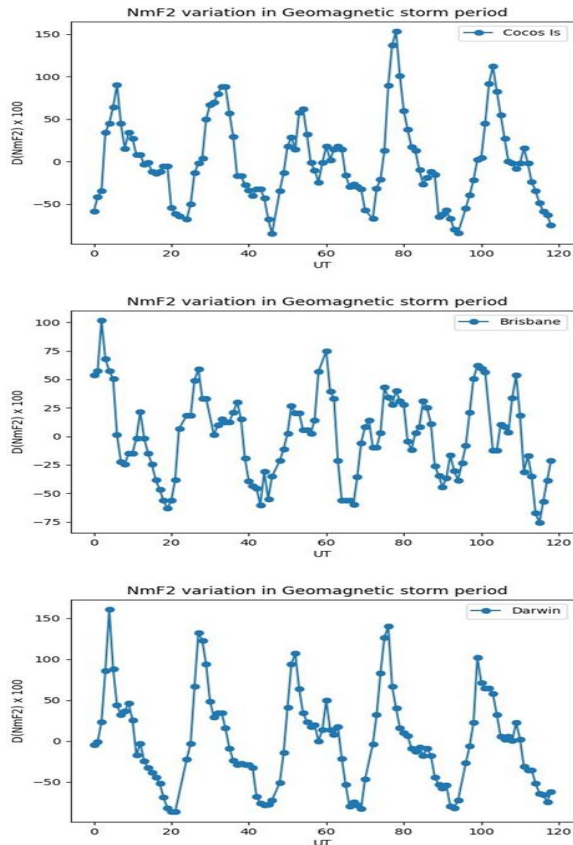 NmF2 variation in Geomagnetic storm period
Cocos Is
150
100
50
0
−50
D(NmF2) x 100
0 20 40 60 80 100 120
UT
NmF2 variation in Geomagnetic storm period
Brisbane
100
75
50
25
0
−25
−50
−75
D(NmF2) x 100
0 20 40 60 80 100 120
UT
NmF2 variation in Geomagnetic storm period
Darwin
150
100
50
0
−50
D(NmF2) x 100
0 20 40 60 80 100 120
UT